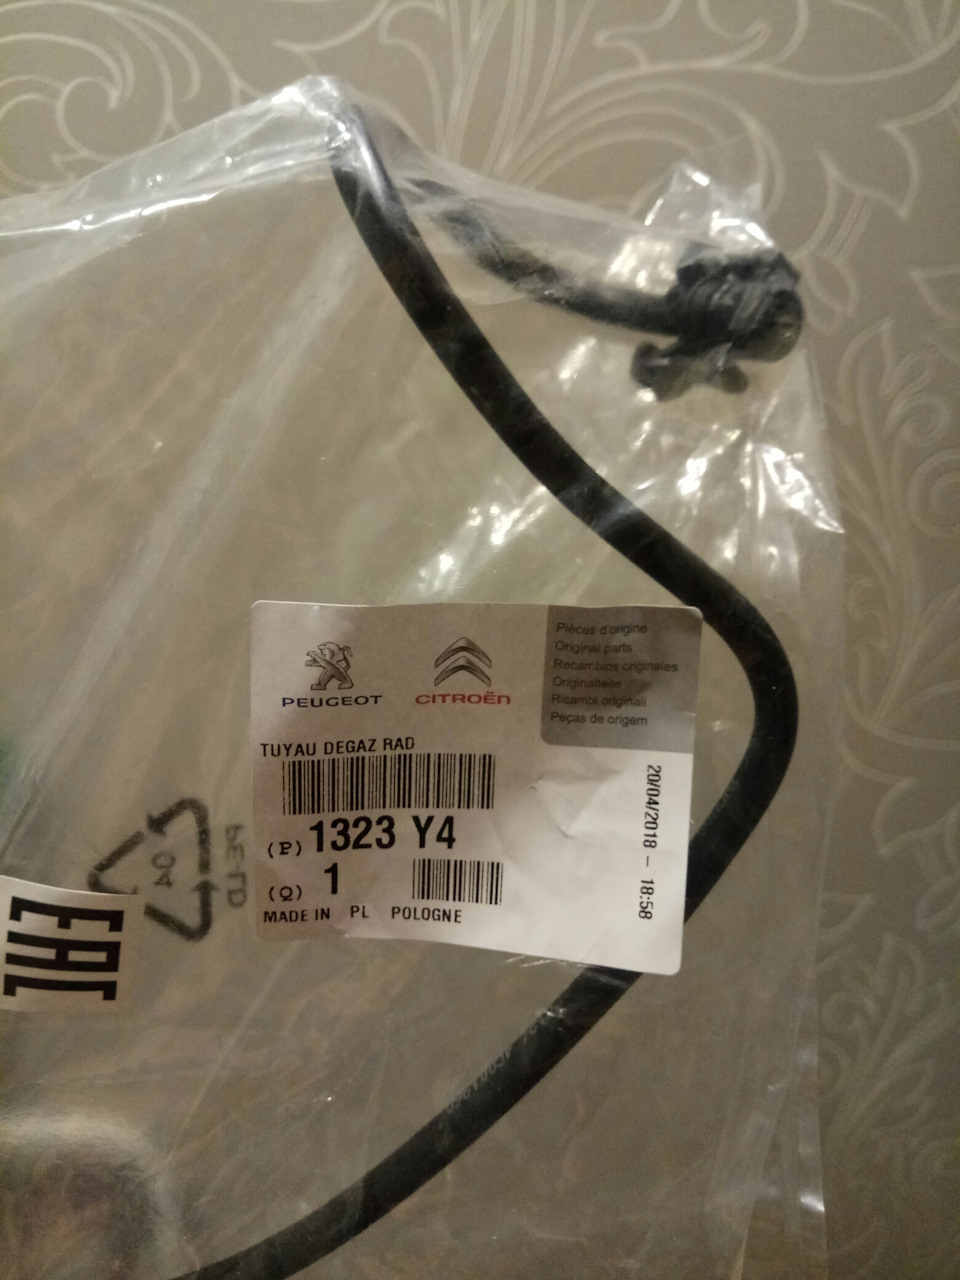 PEUGEOT
CITROËN
Pièces d'origine
Original parts
Recambios originales
Originalteile
Ricambi originali
Peças de origem
TUYAU DEGAZ RAD
(P) 1323 Y4
(Q) 1
MADE IN PL POLOGNE
20/04/2018 - 18:58
04
EAC